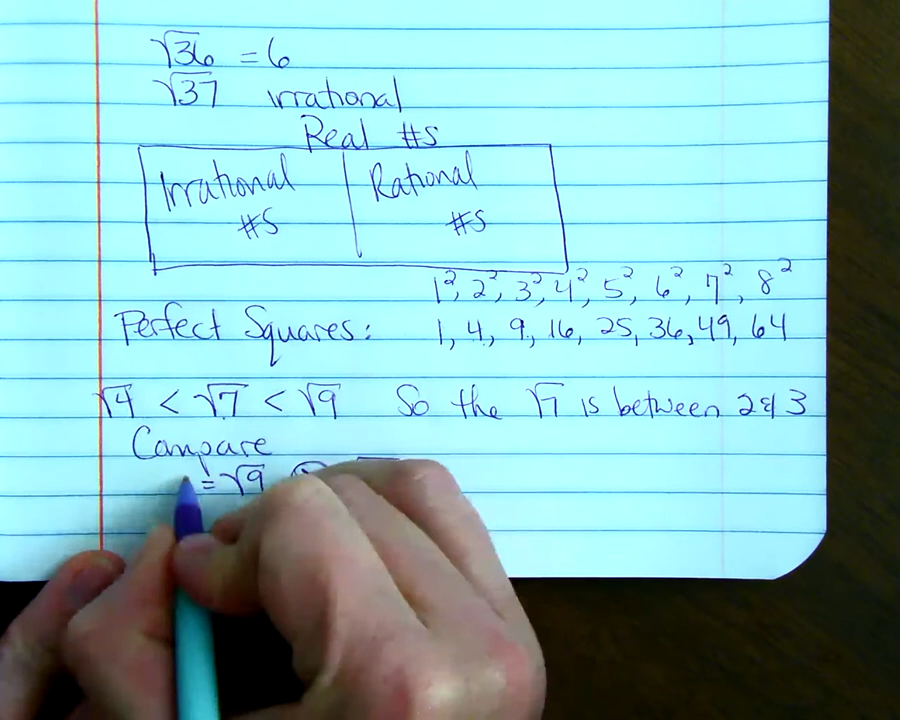 √36 = 6
√37 irrational
Real #s
Irrational #s
Rational #s
1², 2², 3², 4², 5², 6², 7², 8²
Perfect Squares: 1, 4, 9, 16, 25, 36, 49, 64
√4 < √7 < √9 So the √7 is between 2 & 3
Compare
= √9